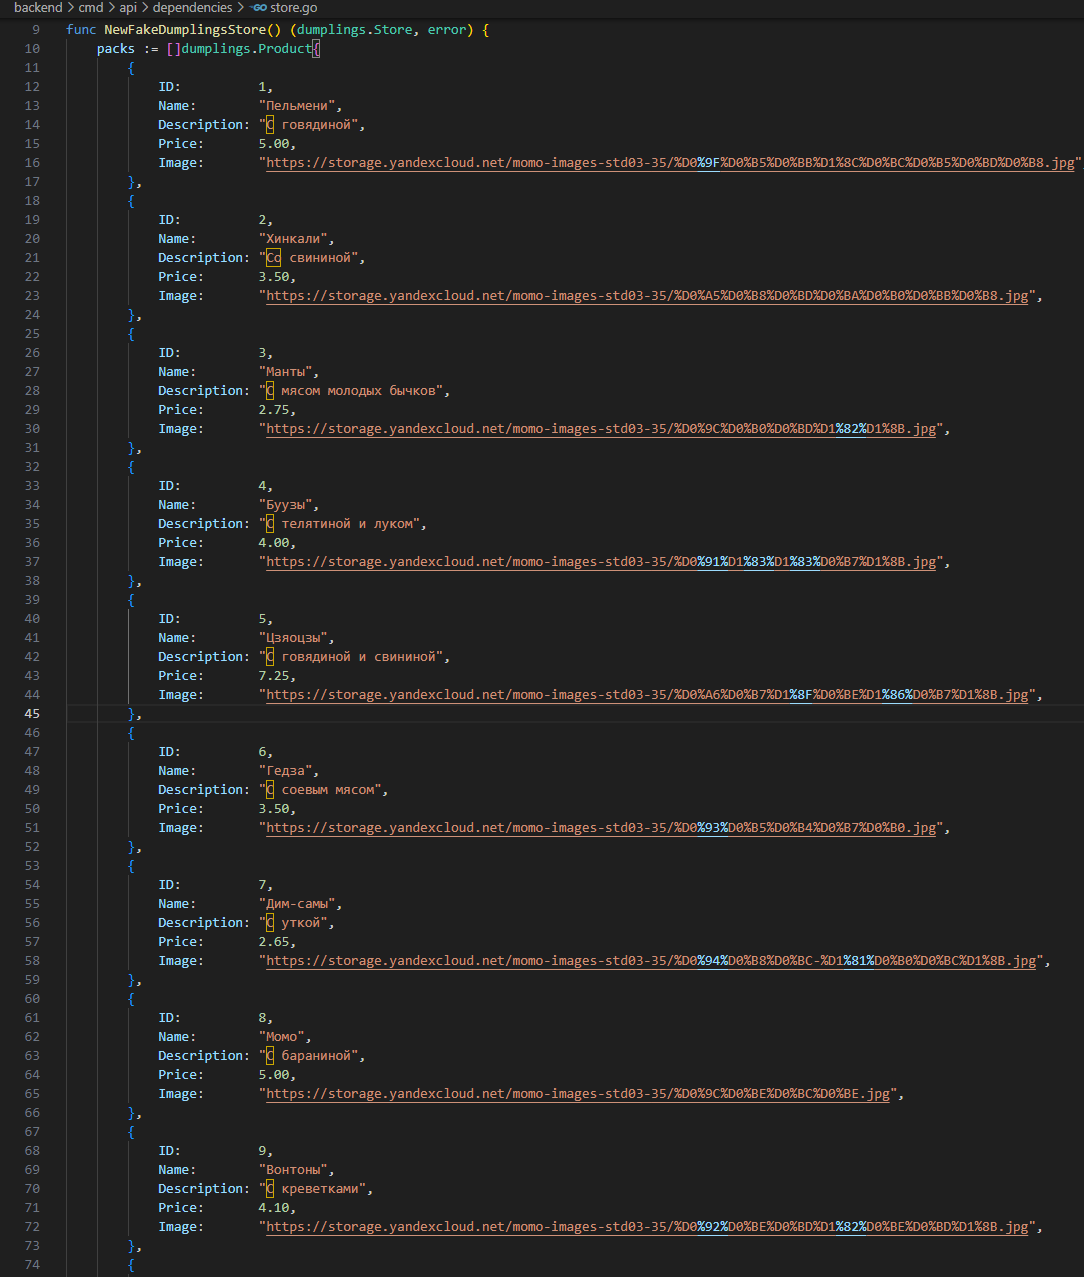 backend > cmd > api > dependencies > GO store.go
9 func NewFakeDumplingsStore() (dumplings.Store, error) {
10 packs := []dumplings.Product{
11 {
12 ID: 1,
13 Name: "Пельмени",
14 Description: "С говядиной",
15 Price: 5.00,
16 Image: "https://storage.yandexcloud.net/momo-images-std03-35/%D0%9F%D0%B5%D0%BB%D1%8C%D0%BC%D0%B5%D0%BD%D0%B8.jpg"
17 },
18 {
19 ID: 2,
20 Name: "Хинкали",
21 Description: "Со свининой",
22 Price: 3.50,
23 Image: "https://storage.yandexcloud.net/momo-images-std03-35/%D0%A5%D0%B8%D0%BD%D0%BA%D0%B0%D0%BB%D0%B8.jpg",
24 },
25 {
26 ID: 3,
27 Name: "Манты",
28 Description: "С мясом молодых бычков",
29 Price: 2.75,
30 Image: "https://storage.yandexcloud.net/momo-images-std03-35/%D0%9C%D0%B0%D0%BD%D1%82%D1%8B.jpg",
31 },
32 {
33 ID: 4,
34 Name: "Буузы",
35 Description: "С телятиной и луком",
36 Price: 4.00,
37 Image: "https://storage.yandexcloud.net/momo-images-std03-35/%D0%91%D1%83%D1%83%D0%B7%D1%8B.jpg",
38 },
39 {
40 ID: 5,
41 Name: "Цзяоцзы",
42 Description: "С говядиной и свининой",
43 Price: 7.25,
44 Image: "https://storage.yandexcloud.net/momo-images-std03-35/%D0%A6%D0%B7%D1%8F%D0%BE%D1%86%D0%B7%D1%8B.jpg",
45 },
46 {
47 ID: 6,
48 Name: "Гедза",
49 Description: "С соевым мясом",
50 Price: 3.50,
51 Image: "https://storage.yandexcloud.net/momo-images-std03-35/%D0%93%D0%B5%D0%B4%D0%B7%D0%B0.jpg",
52 },
53 {
54 ID: 7,
55 Name: "Дим-самы",
56 Description: "С уткой",
57 Price: 2.65,
58 Image: "https://storage.yandexcloud.net/momo-images-std03-35/%D0%94%D0%B8%D0%BC-%D1%81%D0%B0%D0%BC%D1%8B.jpg",
59 },
60 {
61 ID: 8,
62 Name: "Момо",
63 Description: "С бараниной",
64 Price: 5.00,
65 Image: "https://storage.yandexcloud.net/momo-images-std03-35/%D0%9C%D0%BE%D0%BC%D0%BE.jpg",
66 },
67 {
68 ID: 9,
69 Name: "Вонтоны",
70 Description: "С креветками",
71 Price: 4.10,
72 Image: "https://storage.yandexcloud.net/momo-images-std03-35/%D0%92%D0%BE%D0%BD%D1%82%D0%BE%D0%BD%D1%8B.jpg",
73 },
74 {